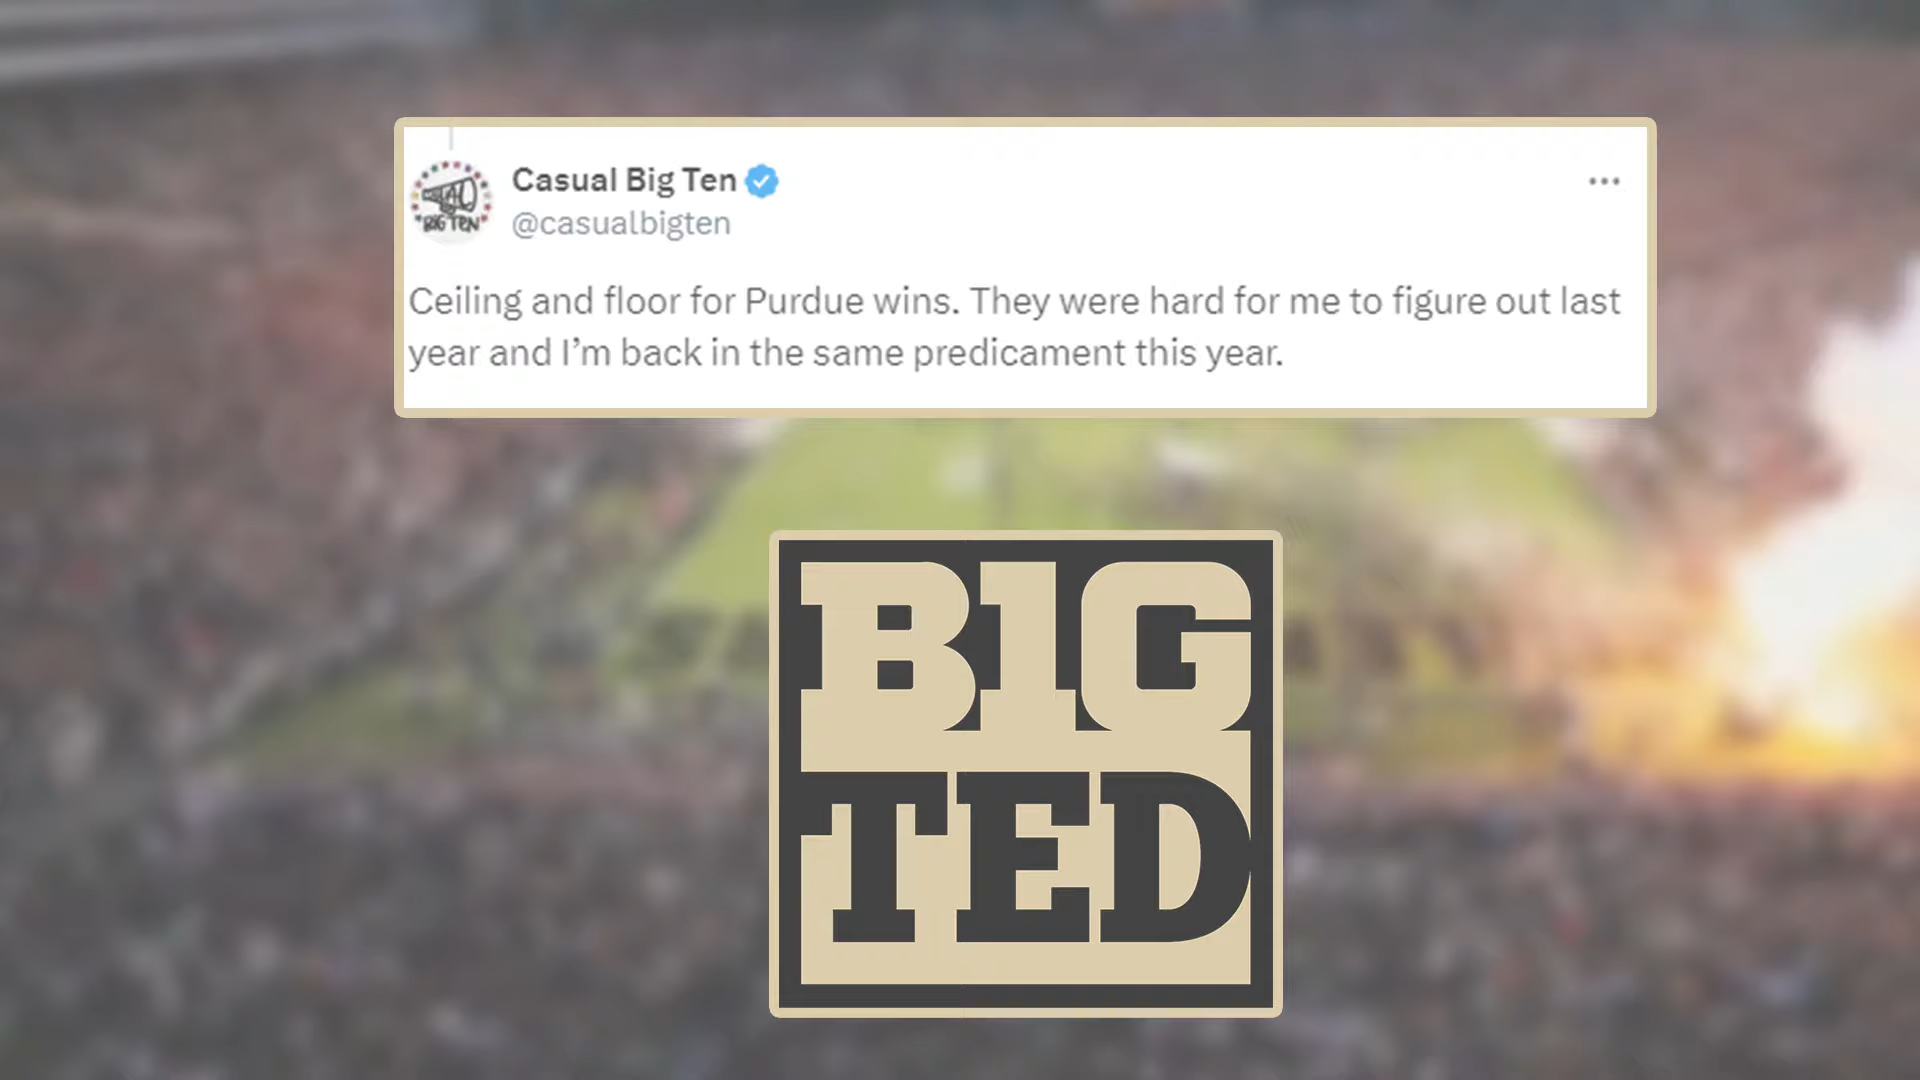 Casual Big Ten
@casualbigten
Ceiling and floor for Purdue wins. They were hard for me to figure out last
year and I’m back in the same predicament this year.
BIG
TED